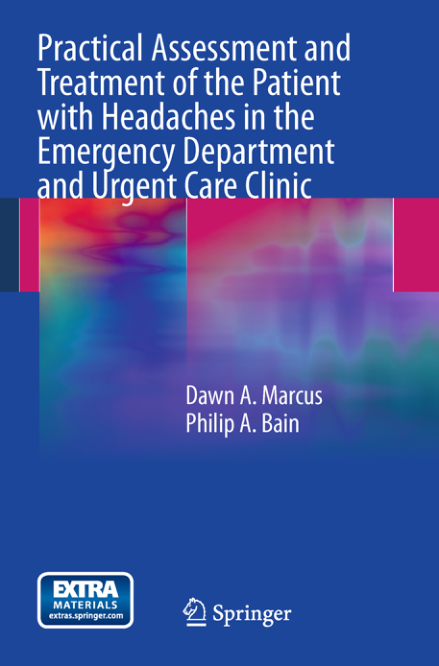 Practical Assessment and
Treatment of the Patient
with Headaches in the
Emergency Department
and Urgent Care Clinic
Dawn A. Marcus
Philip A. Bain
EXTRA
MATERIALS
extras.springer.com
Springer